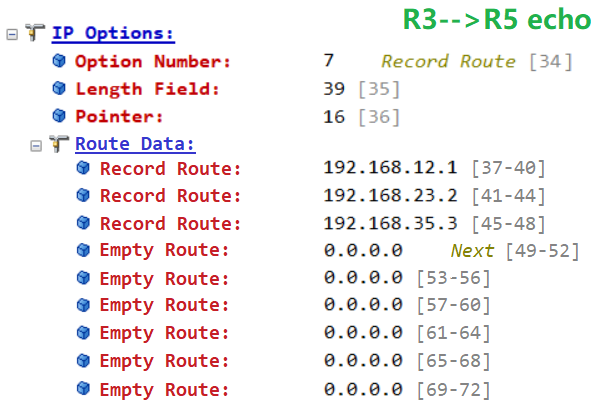 R3-->R5 echo
IP Options:
Option Number: 7 Record Route [34]
Length Field: 39 [35]
Pointer: 16 [36]
Route Data:
Record Route: 192.168.12.1 [37-40]
Record Route: 192.168.23.2 [41-44]
Record Route: 192.168.35.3 [45-48]
Empty Route: 0.0.0.0 Next [49-52]
Empty Route: 0.0.0.0 [53-56]
Empty Route: 0.0.0.0 [57-60]
Empty Route: 0.0.0.0 [61-64]
Empty Route: 0.0.0.0 [65-68]
Empty Route: 0.0.0.0 [69-72]